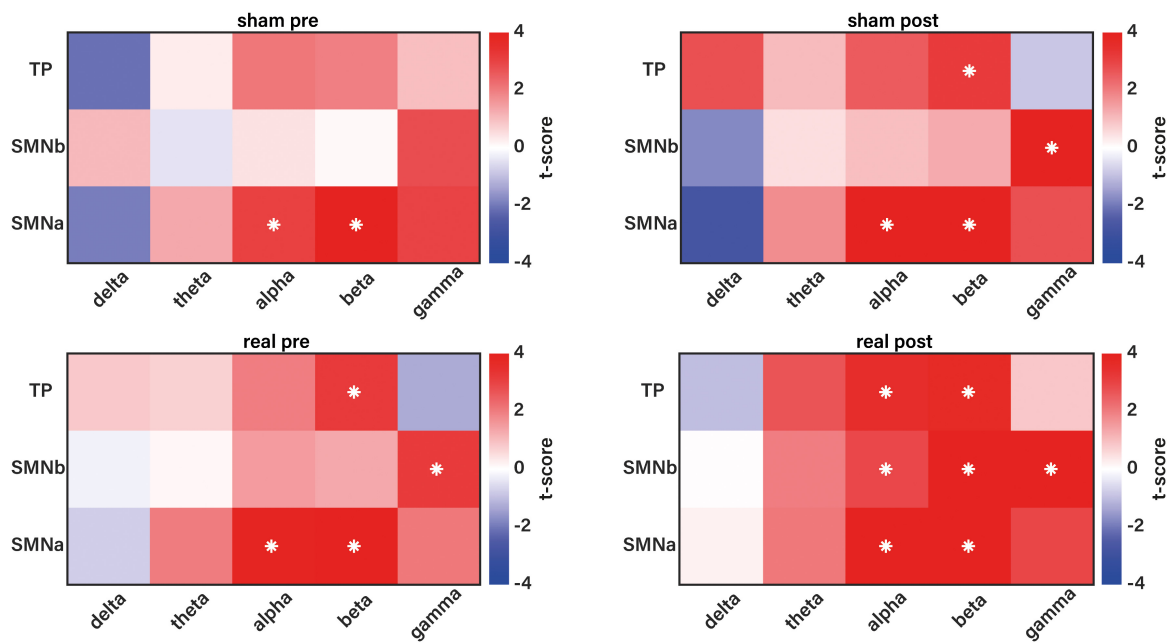 sham pre
TP
SMNb
SMNa
delta
theta
alpha
beta
gamma
4
2
0
-2
-4
t-score
sham post
TP
SMNb
SMNa
delta
theta
alpha
beta
gamma
4
2
0
-2
-4
t-score
real pre
TP
SMNb
SMNa
delta
theta
alpha
beta
gamma
4
2
0
-2
-4
t-score
real post
TP
SMNb
SMNa
delta
theta
alpha
beta
gamma
4
2
0
-2
-4
t-score